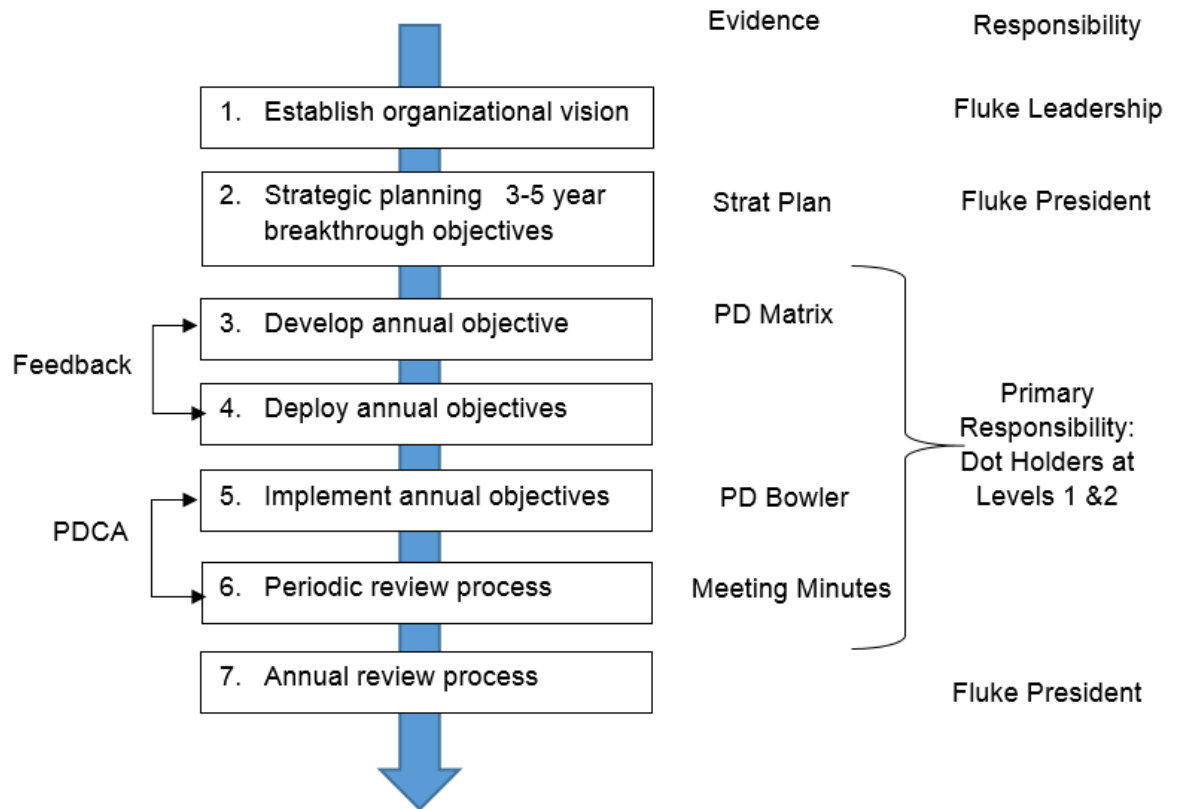 Evidence
Responsibility
1. Establish organizational vision
Fluke Leadership
2. Strategic planning 3-5 year
breakthrough objectives
Strat Plan
Fluke President
3. Develop annual objective
PD Matrix
Feedback
4. Deploy annual objectives
Primary
Responsibility:
Dot Holders at
Levels 1 &2
5. Implement annual objectives
PD Bowler
PDCA
6. Periodic review process
Meeting Minutes
7. Annual review process
Fluke President